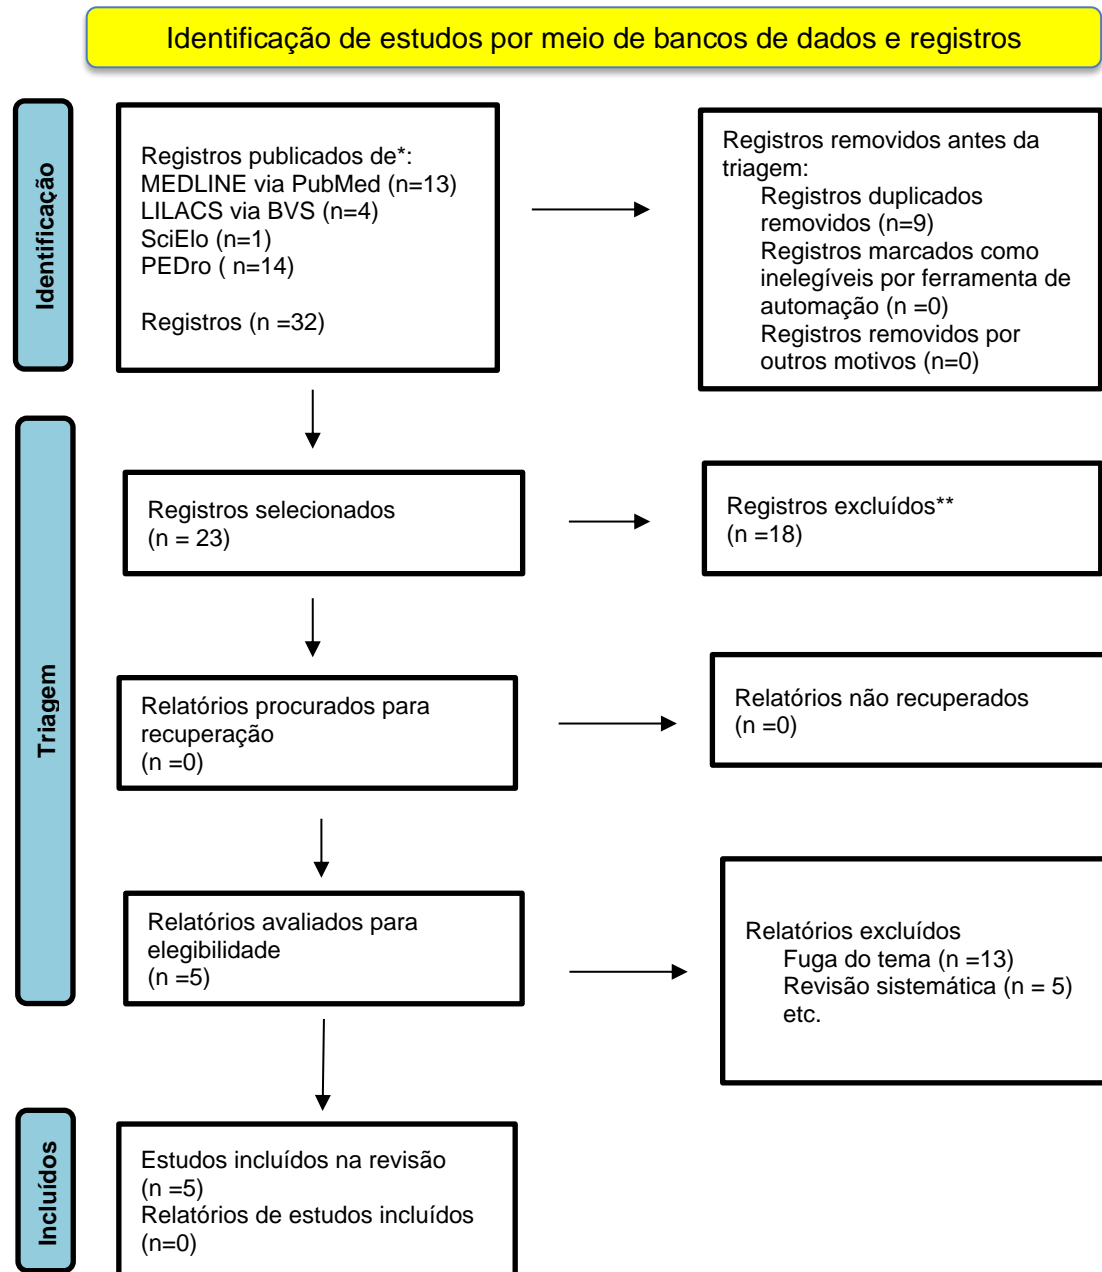 Identificação de estudos por meio de bancos de dados e registros
Identificação
Registros publicados de*:
MEDLINE via PubMed (n=13)
LILACS via BVS (n=4)
SciElo (n=1)
PEDro ( n=14)
Registros (n =32)
Registros removidos antes da
triagem:
Registros duplicados
removidos (n=9)
Registros marcados como
inelegíveis por ferramenta de
automação (n =0)
Registros removidos por
outros motivos (n=0)
Triagem
Registros selecionados
(n = 23)
Registros excluídos**
(n =18)
Relatórios procurados para
recuperação
(n =0)
Relatórios não recuperados
(n =0)
Relatórios avaliados para
elegibilidade
(n =5)
Relatórios excluídos
Fuga do tema (n =13)
Revisão sistemática (n = 5)
etc.
Incluídos
Estudos incluídos na revisão
(n =5)
Relatórios de estudos incluídos
(n=0)